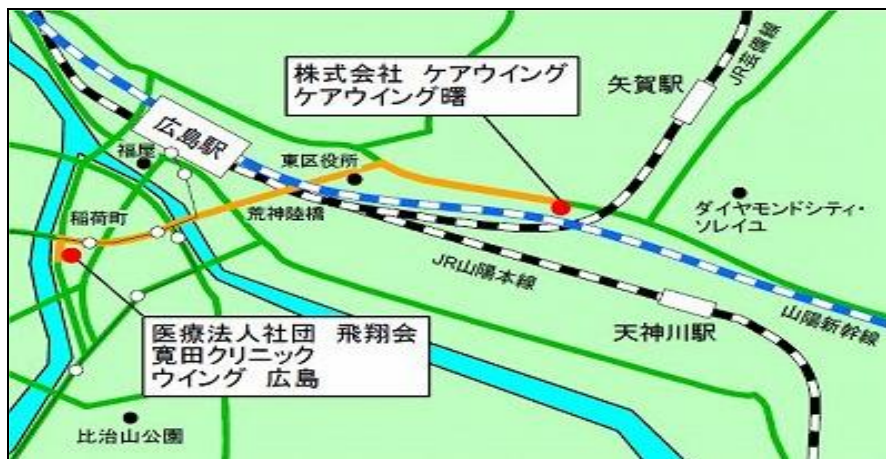 株式会社 ケアウイング
ケアウイング曙
矢賀駅
JR芸備線
広島駅
福屋
東区役所
ダイヤモンドシティ・
ソレイユ
稲荷町
荒神陸橋
JR山陽本線
山陽新幹線
天神川駅
医療法人社団 飛翔会
寛田クリニック
ウイング 広島
比治山公園